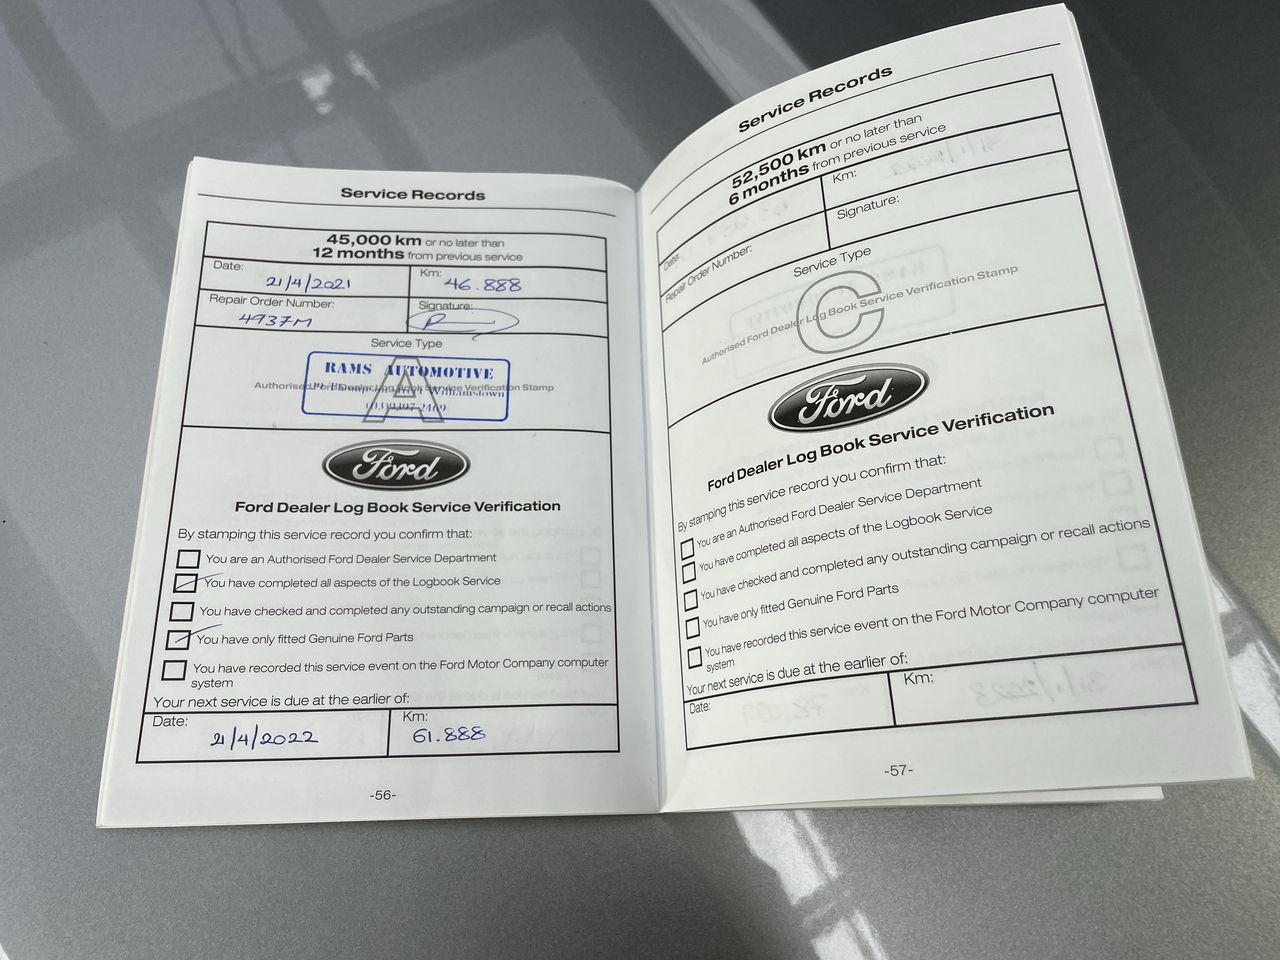 Service Records
45,000 km or no later than
12 months from previous service
Date:
21/4/2021
Km:
46.888
Repair Order Number:
4937M
Signature:
Service Type
A
RAMS AUTOMOTIVE
Authorised Ford Dealer Log Book Service Verification Stamp
Williamstown
Ford
Ford Dealer Log Book Service Verification
By stamping this service record you confirm that:
You are an Authorised Ford Dealer Service Department
You have completed all aspects of the Logbook Service
You have checked and completed any outstanding campaign or recall actions
You have only fitted Genuine Ford Parts
You have recorded this service event on the Ford Motor Company computer
system
Your next service is due at the earlier of:
Date:
21/4/2022
Km:
61.888
-56-
Service Records
52,500 km or no later than
6 months from previous service
Date:
Km:
Repair Order Number:
Signature:
Service Type
C
Authorised Ford Dealer Log Book Service Verification Stamp
Ford
Ford Dealer Log Book Service Verification
By stamping this service record you confirm that:
You are an Authorised Ford Dealer Service Department
You have completed all aspects of the Logbook Service
You have checked and completed any outstanding campaign or recall actions
You have only fitted Genuine Ford Parts
You have recorded this service event on the Ford Motor Company computer
system
Your next service is due at the earlier of:
Date:
Km:
-57-